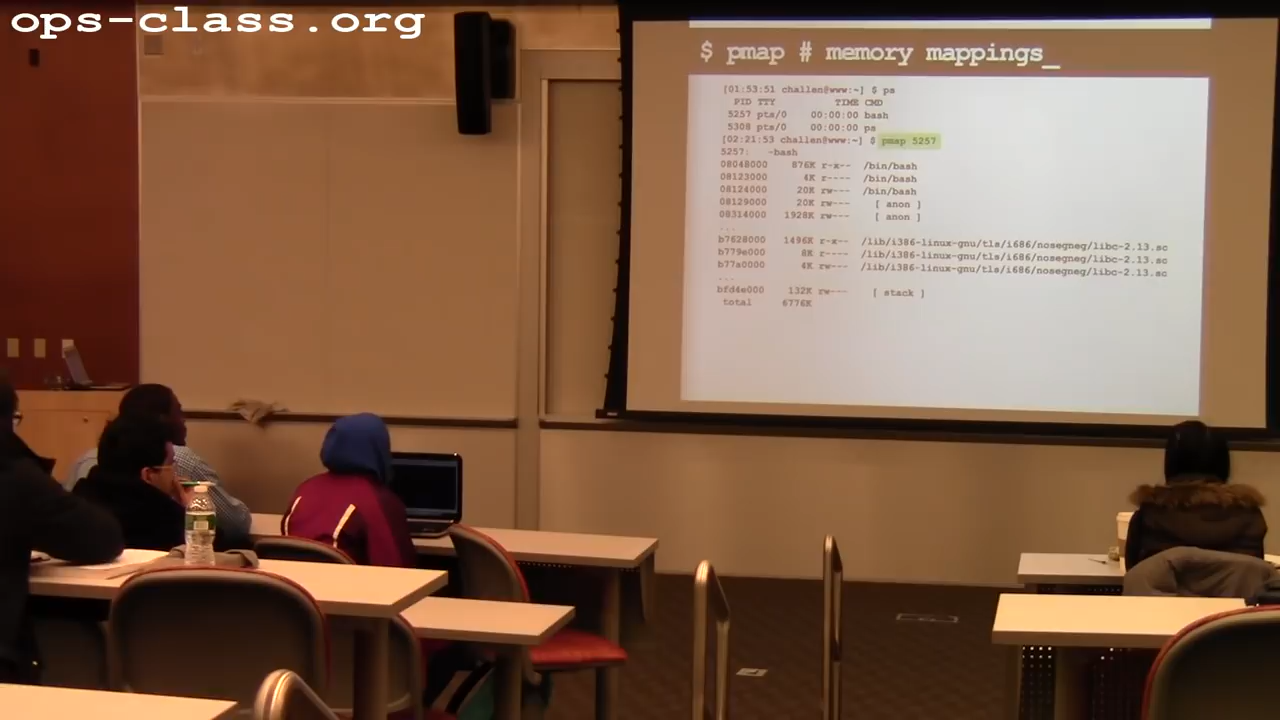 ops-class.org
$ pmap # memory mappings_
[01:53:51 challen@www:~] $ ps
PID TTY TIME CMD
5257 pts/0 00:00:00 bash
5308 pts/0 00:00:00 ps
[02:21:53 challen@www:~] $ pmap 5257
5257: -bash
08048000 876K r-x-- /bin/bash
08123000 4K r---- /bin/bash
08124000 20K rw--- /bin/bash
08129000 20K rw--- [ anon ]
08314000 1928K rw--- [ anon ]
...
b7628000 1496K r-x-- /lib/i386-linux-gnu/tls/i686/nosegneg/libc-2.13.so
b779e000 8K r---- /lib/i386-linux-gnu/tls/i686/nosegneg/libc-2.13.so
b77a0000 4K rw--- /lib/i386-linux-gnu/tls/i686/nosegneg/libc-2.13.so
...
bfd4e000 132K rw--- [ stack ]
total 6776K